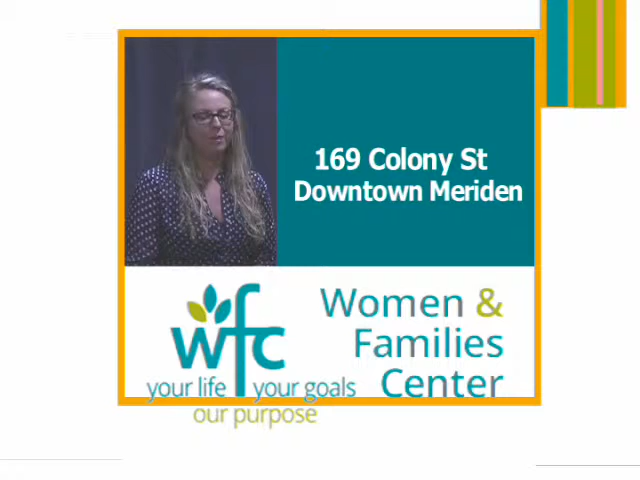 169 Colony St
Downtown Meriden
wfc
Women &
Families
Center
your life your goals
our purpose